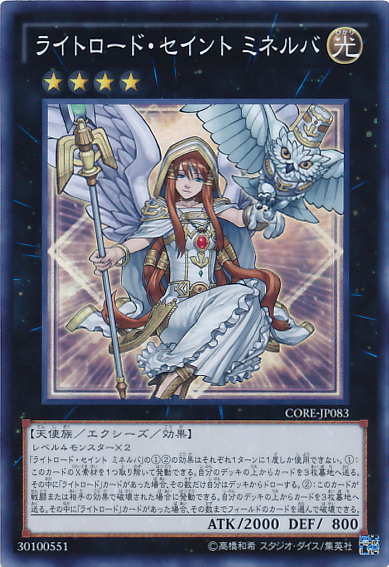 ライトロード・セイント ミネルバ
光
CORE-JP083
【天使族／エクシーズ／効果】
レベル４モンスター×２
「ライトロード・セイント ミネルバ」の①②の効果はそれぞれ１ターンに１度しか使用できない。①：
このカードのＸ素材を１つ取り除いて発動できる。自分のデッキの上からカードを３枚墓地へ送る。
その中に「ライトロード」カードがあった場合、その数だけ自分はデッキからドローする。②：このカードが
戦闘または相手の効果で破壊された場合に発動できる。自分のデッキの上からカードを３枚墓地へ
送る。その中に「ライトロード」カードがあった場合、その数までフィールドのカードを選んで破壊できる。
ATK/2000 DEF/ 800
30100551 ©高橋和希 スタジオ・ダイス/集英社